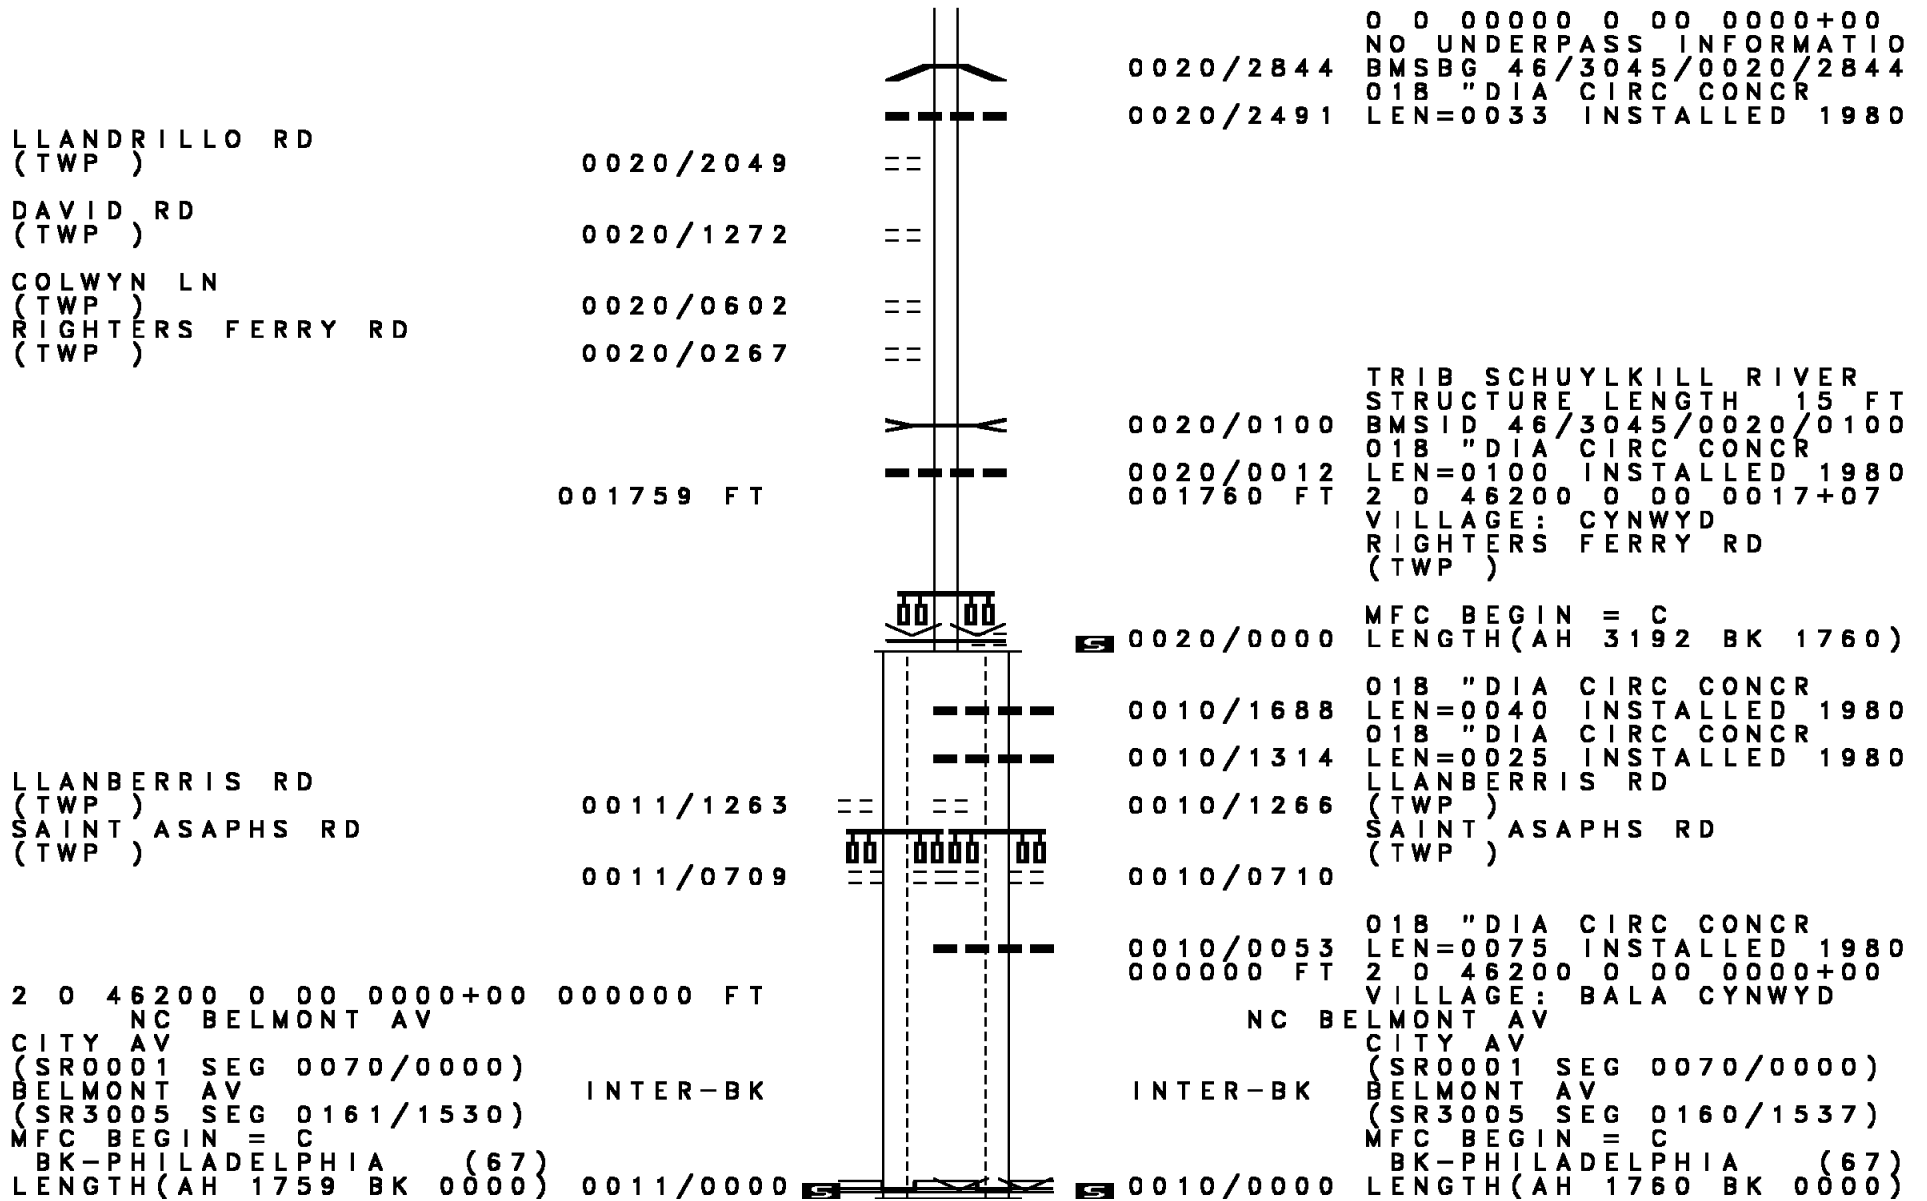 0 0 00000 0 00 0000+00
NO UNDERPASS INFORMATIO
0020/2844 BMSBG 46/3045/0020/2844
018 "DIA CIRC CONCR
0020/2491 LEN=0033 INSTALLED 1980
LLANDRILLO RD
(TWP ) 0020/2049
DAVID RD
(TWP ) 0020/1272
COLWYN LN
(TWP ) 0020/0602
RIGHTERS FERRY RD
(TWP ) 0020/0267
TRIB SCHUYLKILL RIVER
STRUCTURE LENGTH 15 FT
0020/0100 BMSID 46/3045/0020/0100
018 "DIA CIRC CONCR
0020/0012 LEN=0100 INSTALLED 1980
001759 FT 001760 FT 2 0 46200 0 00 0017+07
VILLAGE: CYNWYD
RIGHTERS FERRY RD
(TWP )
MFC BEGIN = C
S 0020/0000 LENGTH(AH 3192 BK 1760)
018 "DIA CIRC CONCR
0010/1688 LEN=0040 INSTALLED 1980
018 "DIA CIRC CONCR
0010/1314 LEN=0025 INSTALLED 1980
LLANBERRIS RD LLANBERRIS RD
(TWP ) 0011/1263 0010/1266 (TWP )
SAINT ASAPHS RD SAINT ASAPHS RD
(TWP ) (TWP )
0011/0709 0010/0710
018 "DIA CIRC CONCR
0010/0053 LEN=0075 INSTALLED 1980
000000 FT 2 0 46200 0 00 0000+00
2 0 46200 0 00 0000+00 000000 FT VILLAGE: BALA CYNWYD
NC BELMONT AV NC BELMONT AV
CITY AV CITY AV
(SR0001 SEG 0070/0000) (SR0001 SEG 0070/0000)
BELMONT AV INTER-BK INTER-BK BELMONT AV
(SR3005 SEG 0161/1530) (SR3005 SEG 0160/1537)
MFC BEGIN = C MFC BEGIN = C
BK-PHILADELPHIA (67) BK-PHILADELPHIA (67)
LENGTH(AH 1759 BK 0000) 0011/0000 S S 0010/0000 LENGTH(AH 1760 BK 0000)